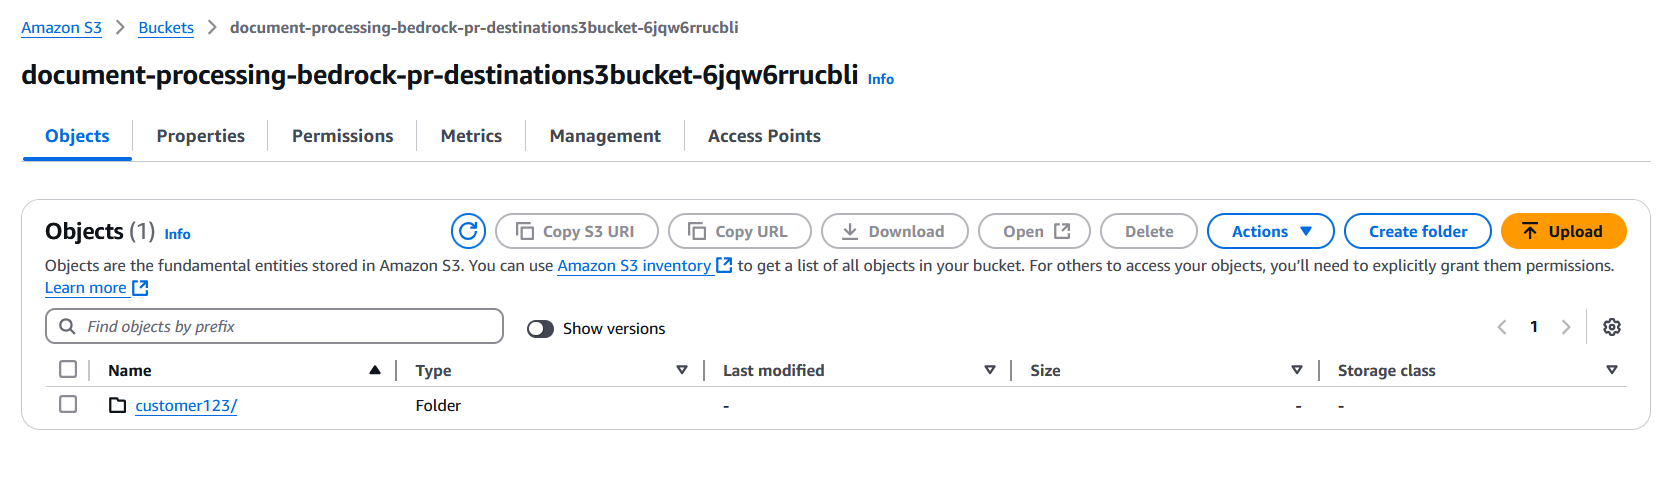 Amazon S3 > Buckets > document-processing-bedrock-pr-destinations3bucket-6jqw6rrucbli
document-processing-bedrock-pr-destinations3bucket-6jqw6rrucbli Info
Objects Properties Permissions Metrics Management Access Points
Objects (1) Info Copy S3 URI Copy URL Download Open Delete Actions Create folder Upload
Objects are the fundamental entities stored in Amazon S3. You can use Amazon S3 inventory to get a list of all objects in your bucket. For others to access your objects, you’ll need to explicitly grant them permissions.
Learn more
Find objects by prefix Show versions 1
Name Type Last modified Size Storage class
customer123/ Folder - - -